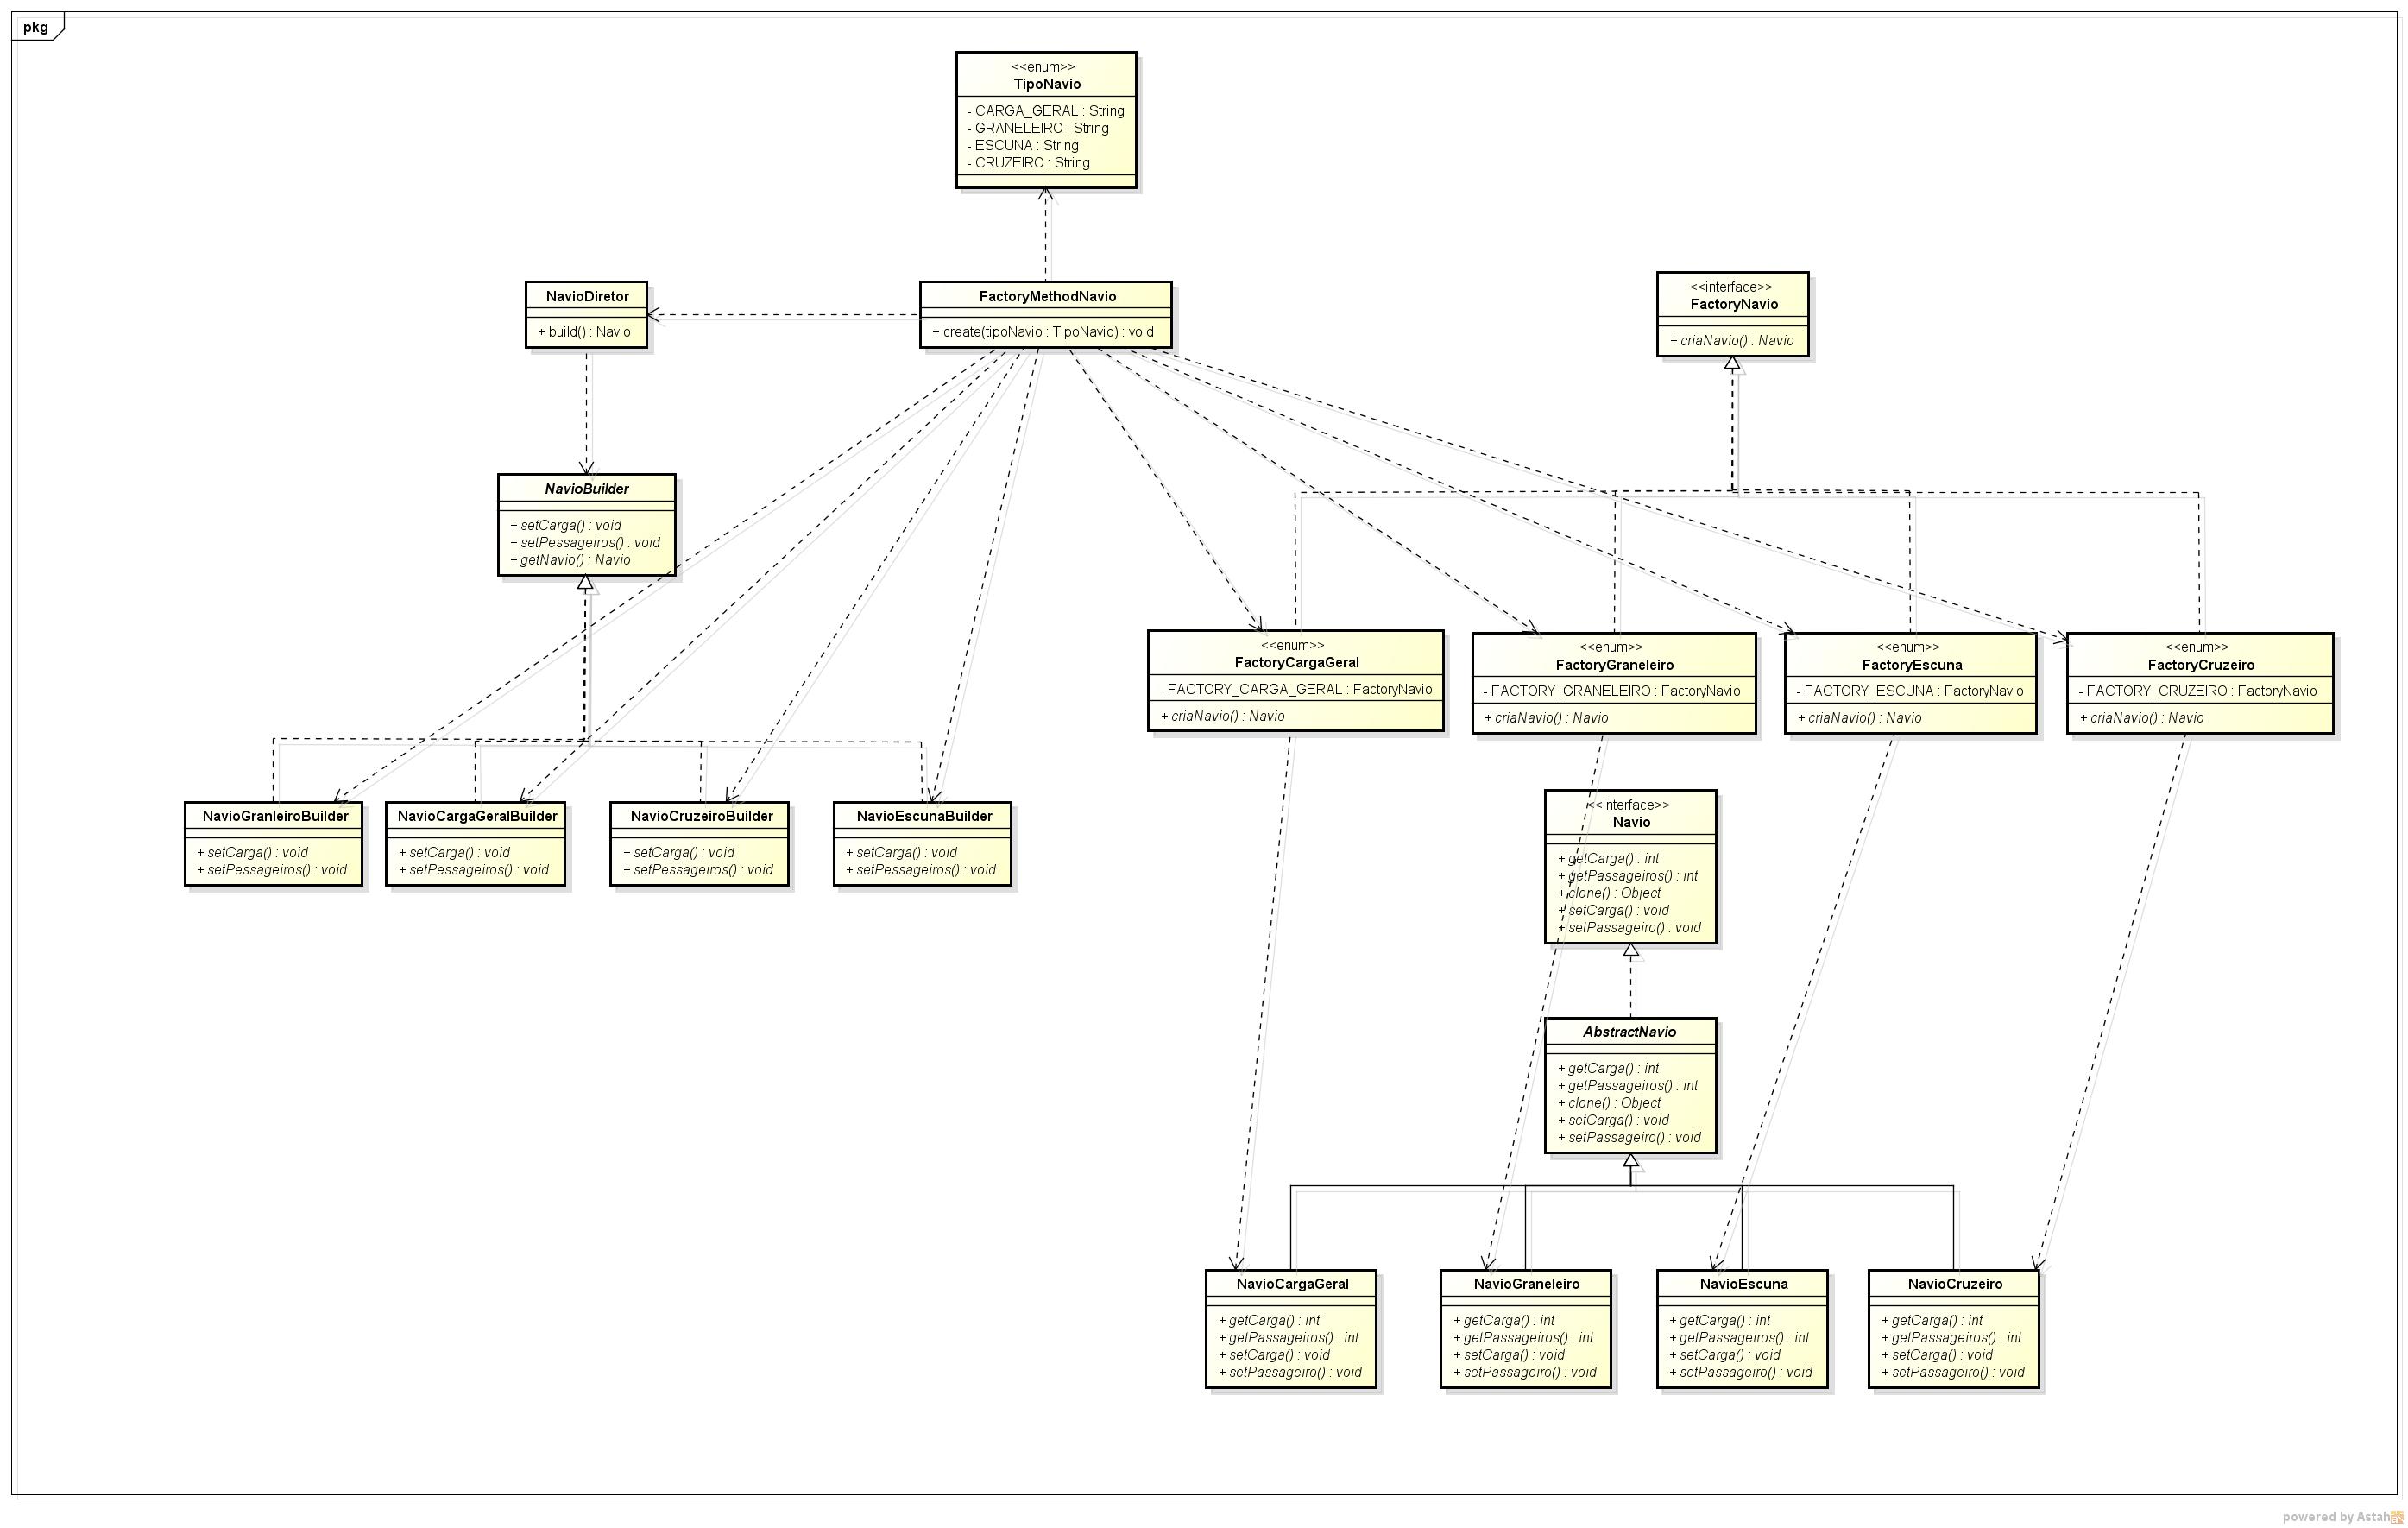 pkg
<<enum>>
TipoNavio
- CARGA_GERAL : String
- GRANELEIRO : String
- ESCUNA : String
- CRUZEIRO : String
NavioDiretor
+ build() : Navio
FactoryMethodNavio
+ create(tipoNavio : TipoNavio) : void
<<interface>>
FactoryNavio
+ criaNavio() : Navio
NavioBuilder
+ setCarga() : void
+ setPessageiros() : void
+ getNavio() : Navio
<<enum>>
FactoryCargaGeral
- FACTORY_CARGA_GERAL : FactoryNavio
+ criaNavio() : Navio
<<enum>>
FactoryGraneleiro
- FACTORY_GRANELEIRO : FactoryNavio
+ criaNavio() : Navio
<<enum>>
FactoryEscuna
- FACTORY_ESCUNA : FactoryNavio
+ criaNavio() : Navio
<<enum>>
FactoryCruzeiro
- FACTORY_CRUZEIRO : FactoryNavio
+ criaNavio() : Navio
NavioGranleiroBuilder
+ setCarga() : void
+ setPessageiros() : void
NavioCargaGeralBuilder
+ setCarga() : void
+ setPessageiros() : void
NavioCruzeiroBuilder
+ setCarga() : void
+ setPessageiros() : void
NavioEscunaBuilder
+ setCarga() : void
+ setPessageiros() : void
<<interface>>
Navio
+ getCarga() : int
+ getPassageiros() : int
+ clone() : Object
+ setCarga() : void
+ setPassageiro() : void
AbstractNavio
+ getCarga() : int
+ getPassageiros() : int
+ clone() : Object
+ setCarga() : void
+ setPassageiro() : void
NavioCargaGeral
+ getCarga() : int
+ getPassageiros() : int
+ setCarga() : void
+ setPassageiro() : void
NavioGraneleiro
+ getCarga() : int
+ getPassageiros() : int
+ setCarga() : void
+ setPassageiro() : void
NavioEscuna
+ getCarga() : int
+ getPassageiros() : int
+ setCarga() : void
+ setPassageiro() : void
NavioCruzeiro
+ getCarga() : int
+ getPassageiros() : int
+ setCarga() : void
+ setPassageiro() : void
powered by Astah